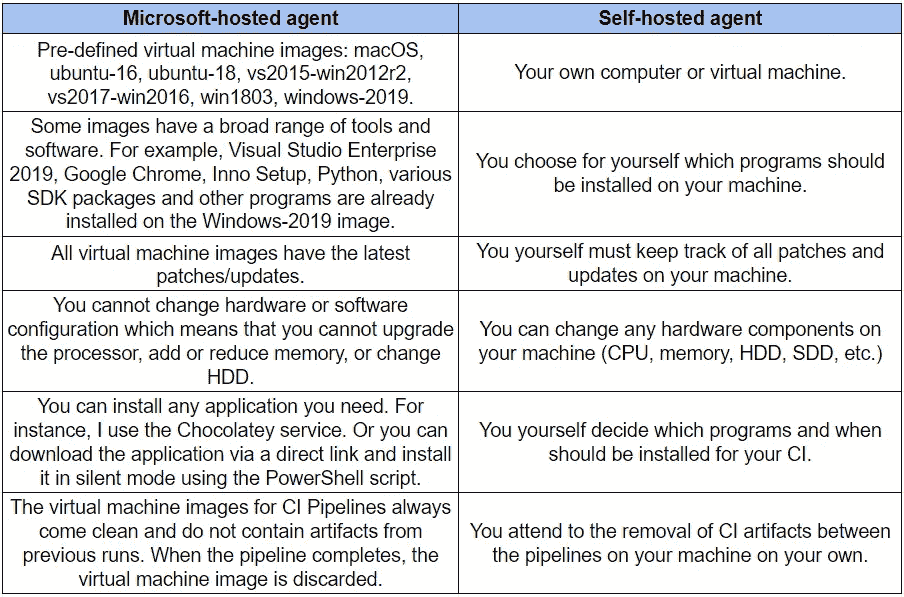 Microsoft-hosted agent
Self-hosted agent
Pre-defined virtual machine images: macOS,
ubuntu-16, ubuntu-18, vs2015-win2012r2,
vs2017-win2016, win1803, windows-2019.
Your own computer or virtual machine.
Some images have a broad range of tools and
software. For example, Visual Studio Enterprise
2019, Google Chrome, Inno Setup, Python, various
SDK packages and other programs are already
installed on the Windows-2019 image.
You choose for yourself which programs should
be installed on your machine.
All virtual machine images have the latest
patches/updates.
You yourself must keep track of all patches and
updates on your machine.
You cannot change hardware or software
configuration which means that you cannot upgrade
the processor, add or reduce memory, or change
HDD.
You can change any hardware components on
your machine (CPU, memory, HDD, SDD, etc.)
You can install any application you need. For
instance, I use the Chocolatey service. Or you can
download the application via a direct link and install
it in silent mode using the PowerShell script.
You yourself decide which programs and when
should be installed for your CI.
The virtual machine images for CI Pipelines always
come clean and do not contain artifacts from
previous runs. When the pipeline completes, the
virtual machine image is discarded.
You attend to the removal of CI artifacts between
the pipelines on your machine on your own.